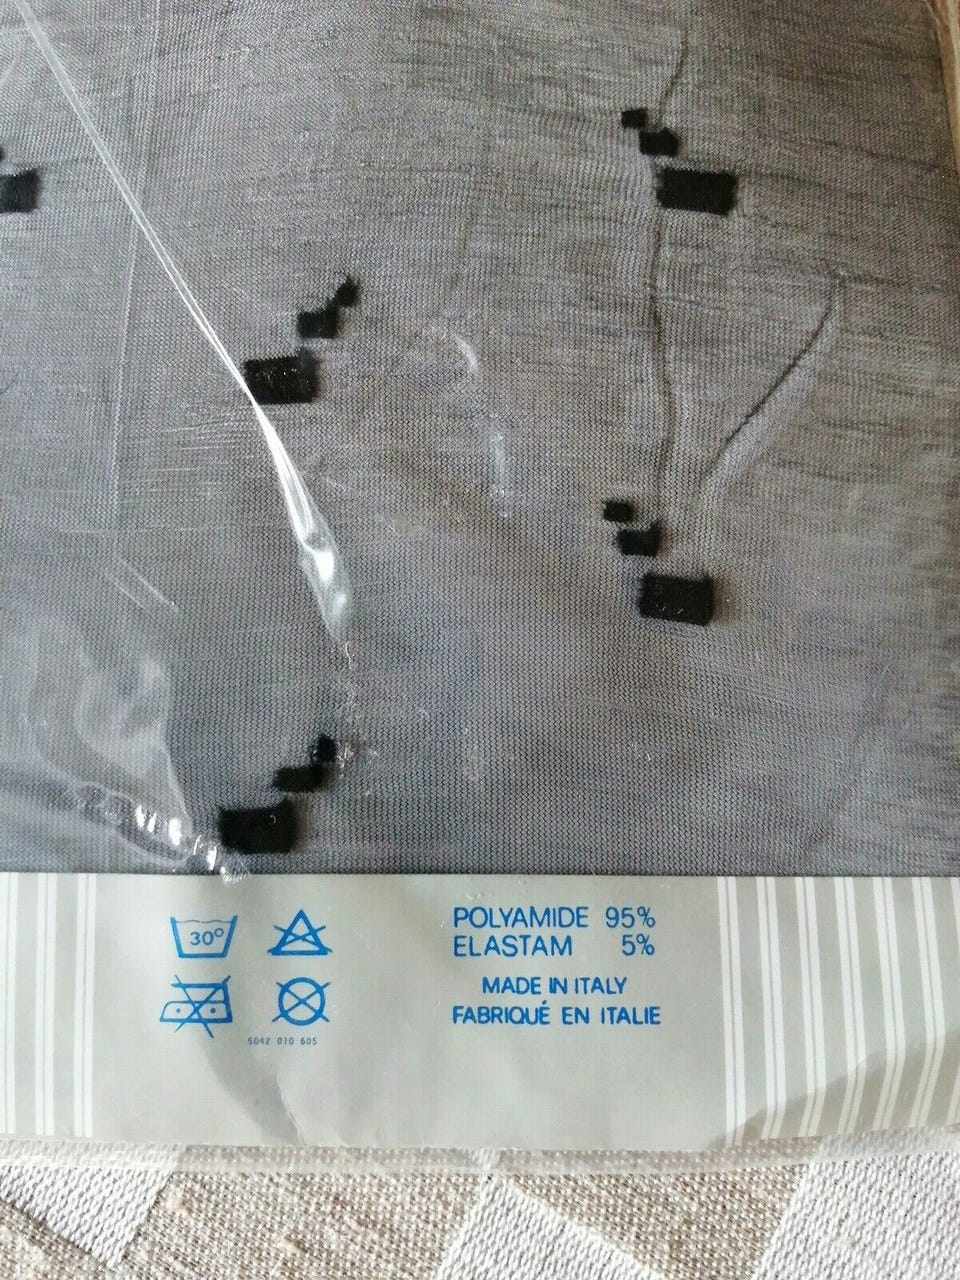 30°
POLYAMIDE 95%
ELASTAM 5%
MADE IN ITALY
FABRIQUÉ EN ITALIE
5042 010 605